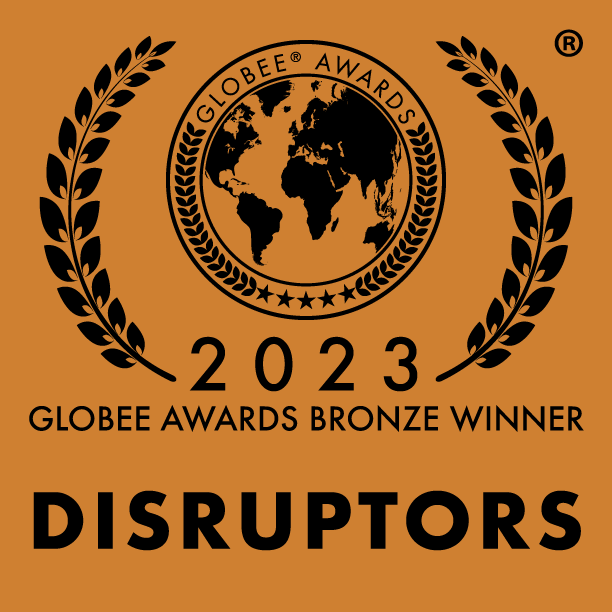 ®
GLOBEE® AWARDS
2023
GLOBEE AWARDS BRONZE WINNER
DISRUPTORS